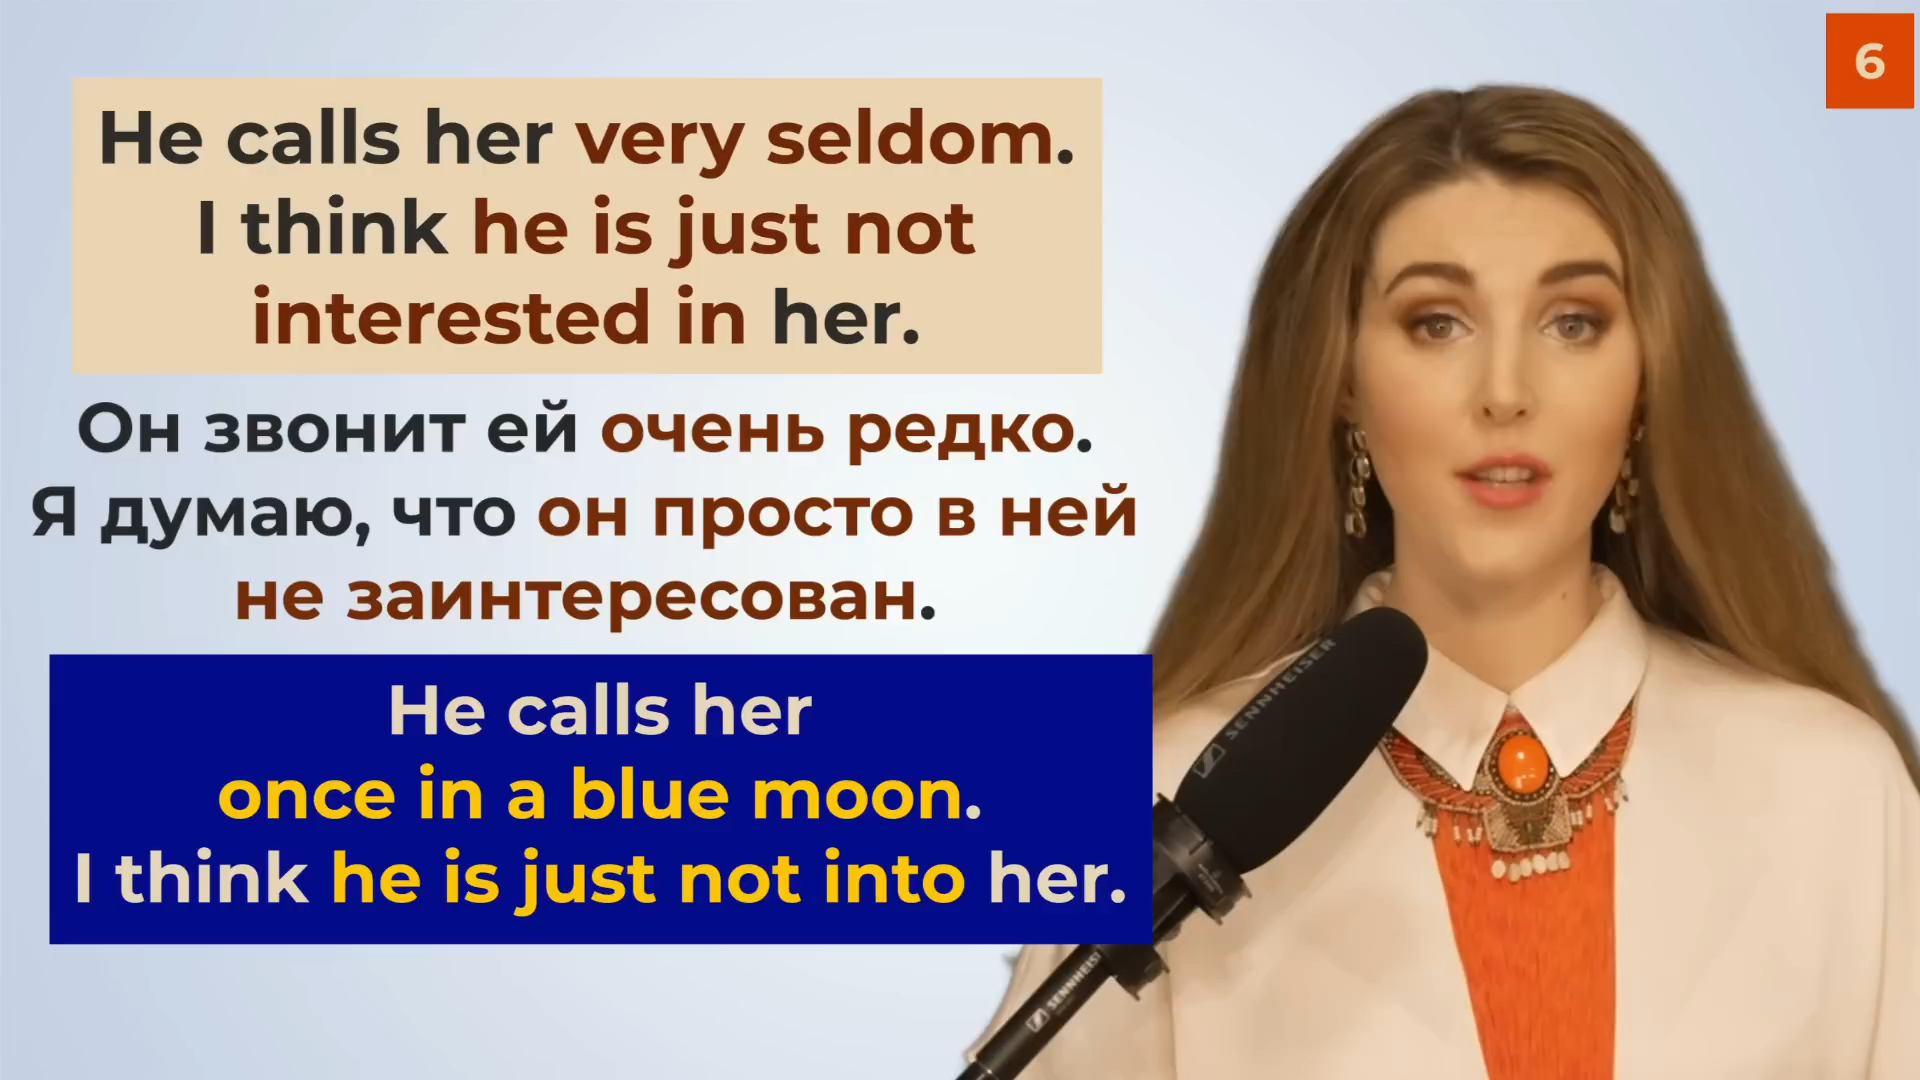 6
He calls her very seldom.
I think he is just not
interested in her.
Он звонит ей очень редко.
Я думаю, что он просто в ней
не заинтересован.
He calls her
once in a blue moon.
I think he is just not into her.
SENNHEISER
SENNHEIS